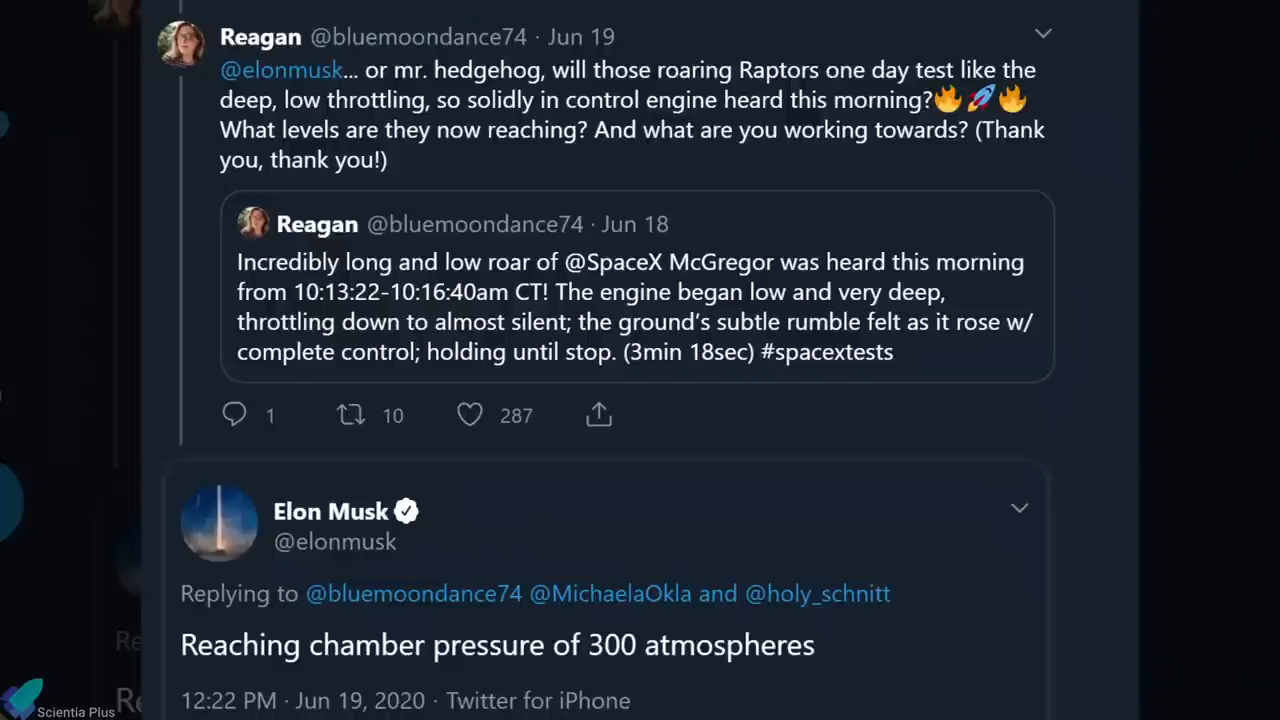 Reagan @bluemoondance74 · Jun 19
@elonmusk... or mr. hedgehog, will those roaring Raptors one day test like the
deep, low throttling, so solidly in control engine heard this morning?🔥🚀🔥
What levels are they now reaching? And what are you working towards? (Thank
you, thank you!)
Reagan @bluemoondance74 · Jun 18
Incredibly long and low roar of @SpaceX McGregor was heard this morning
from 10:13:22-10:16:40am CT! The engine began low and very deep,
throttling down to almost silent; the ground's subtle rumble felt as it rose w/
complete control; holding until stop. (3min 18sec) #spacextests
1 10 287
Elon Musk
@elonmusk
Replying to @bluemoondance74 @MichaelaOkla and @holy_schnitt
Reaching chamber pressure of 300 atmospheres
12:22 PM · Jun 19, 2020 · Twitter for iPhone
Re
Re
Scientia Plus